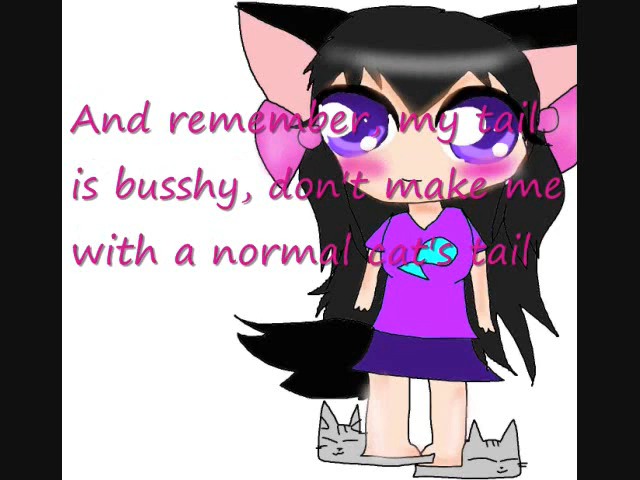 And remember, my tail
is busshy, don't make me
with a normal cat's tail